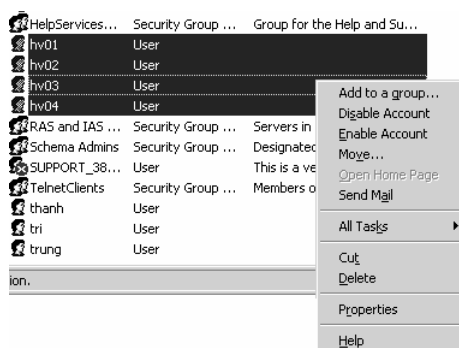 HelpServices... Security Group ... Group for the Help and Su...
hv01 User
hv02 User
hv03 User
hv04 User
RAS and IAS ... Security Group ... Servers in
Schema Admins Security Group ... Designated
SUPPORT_38... User This is a ve
TelnetClients Security Group ... Members o
thanh User
tri User
trung User
ion.
Add to a group...
Disable Account
Enable Account
Move...
Open Home Page
Send Mail
All Tasks
Cut
Delete
Properties
Help